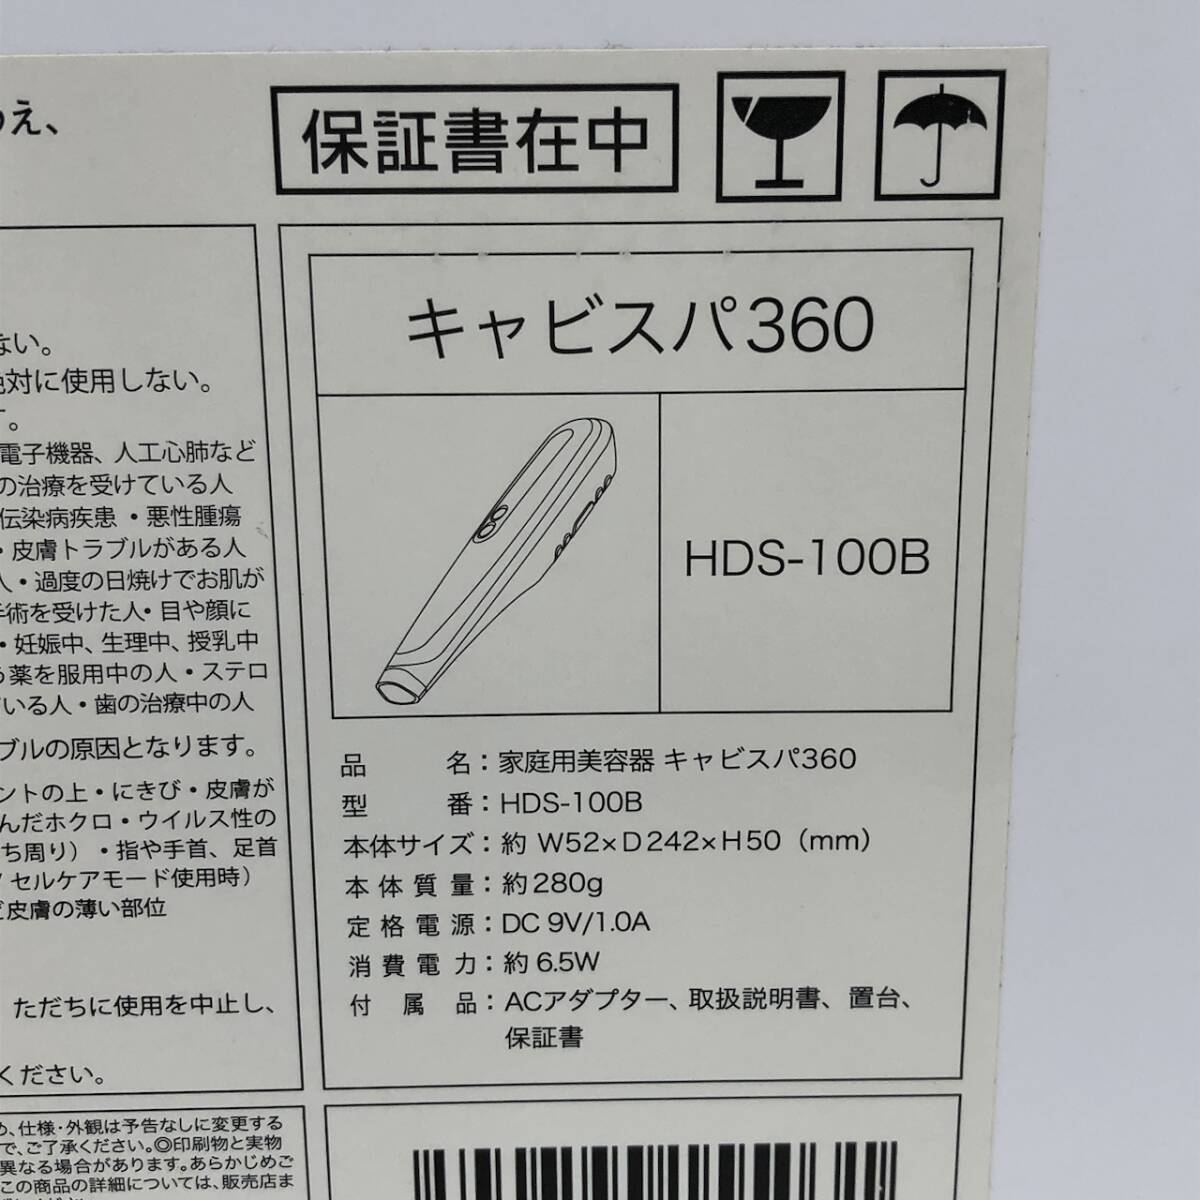 うえ、
保証書在中
ない。
絶対に使用しない。
す。
電子機器、人工心肺など
の治療を受けている人
伝染病疾患・悪性腫瘍
・皮膚トラブルがある人
人・過度の日焼けでお肌が
手術を受けた人・目や顔に
・妊娠中、生理中、授乳中
う薬を服用中の人・ステロ
ている人・歯の治療中の人
ブルの原因となります。
ントの上・にきび・皮膚が
んだホクロ・ウイルス性の
ち周り）・指や手首、足首
／セルケアモード使用時）
ど皮膚の薄い部位
ただちに使用を中止し、
ください。
め、仕様・外観は予告なしに変更する
で、ご了承ください。◎印刷物と実物
異なる場合があります。あらかじめご
この商品の詳細については、販売店ま
キャビスパ360
HDS-100B
品名：家庭用美容器 キャビスパ360
型番：HDS-100B
本体サイズ：約 W52×D242×H50（mm）
本体質量：約280g
定格電源：DC 9V/1.0A
消費電力：約 6.5W
付属品：ACアダプター、取扱説明書、置台、
保証書